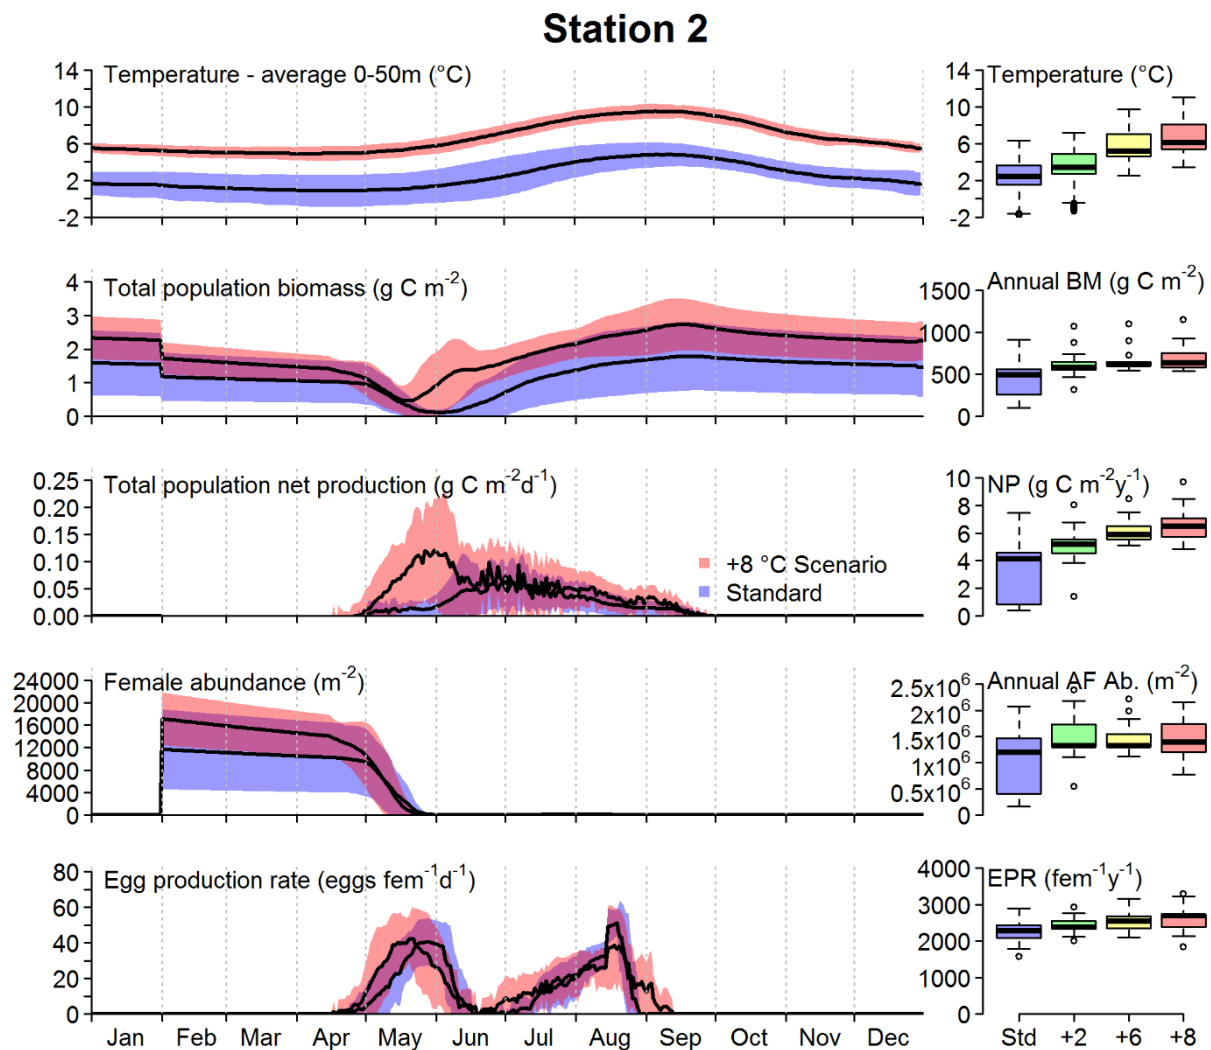 Station 2
Temperature - average 0-50m (°C)
14
10
6
2
-2
Temperature (°C)
14
10
6
2
-2
Total population biomass (g C m⁻²)
4
3
2
1
0
Annual BM (g C m⁻²)
1500
1000
500
0
Total population net production (g C m⁻²d⁻¹)
0.25
0.20
0.15
0.10
0.05
0.00
+8 °C Scenario
Standard
NP (g C m⁻²y⁻¹)
10
8
6
4
2
0
Female abundance (m⁻²)
24000
20000
16000
12000
8000
4000
0
Annual AF Ab. (m⁻²)
2.5x10⁶
2x10⁶
1.5x10⁶
1x10⁶
0.5x10⁶
0
Egg production rate (eggs fem⁻¹d⁻¹)
80
60
40
20
0
EPR (fem⁻¹y⁻¹)
4000
3000
2000
1000
0
Jan Feb Mar Apr May Jun Jul Aug Sep Oct Nov Dec
Std +2 +6 +8